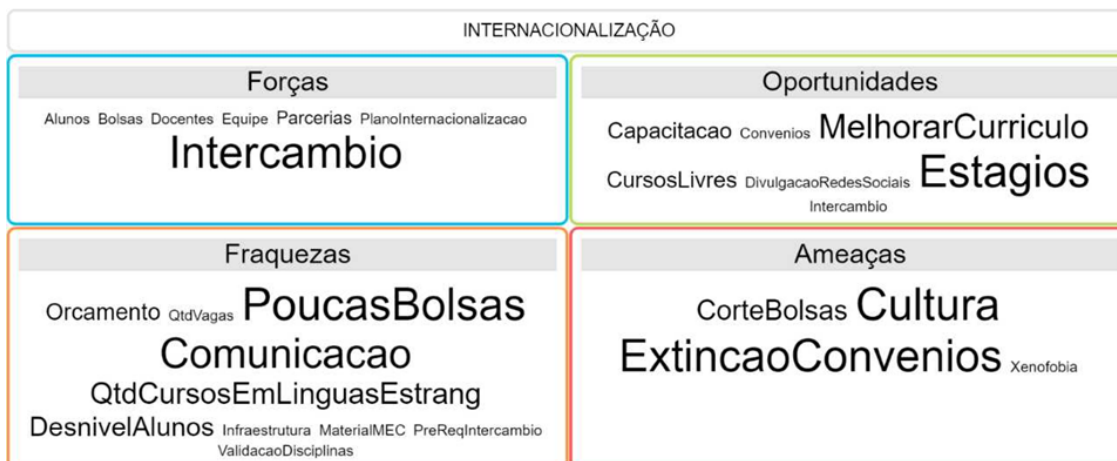 INTERNACIONALIZAÇÃO
Forças
Alunos Bolsas Docentes Equipe Parcerias PlanoInternacionalizacao
Intercambio
Oportunidades
Capacitacao Convenios MelhorarCurriculo
CursosLivres DivulgacaoRedesSociais Estagios
Intercambio
Fraquezas
Orcamento QtdVagas PoucasBolsas
Comunicacao
QtdCursosEmLinguasEstrang
DesnivelAlunos Infraestrutura MaterialMEC PreReqIntercambio
ValidacaoDisciplinas
Ameaças
CorteBolsas Cultura
ExtincaoConvenios Xenofobia